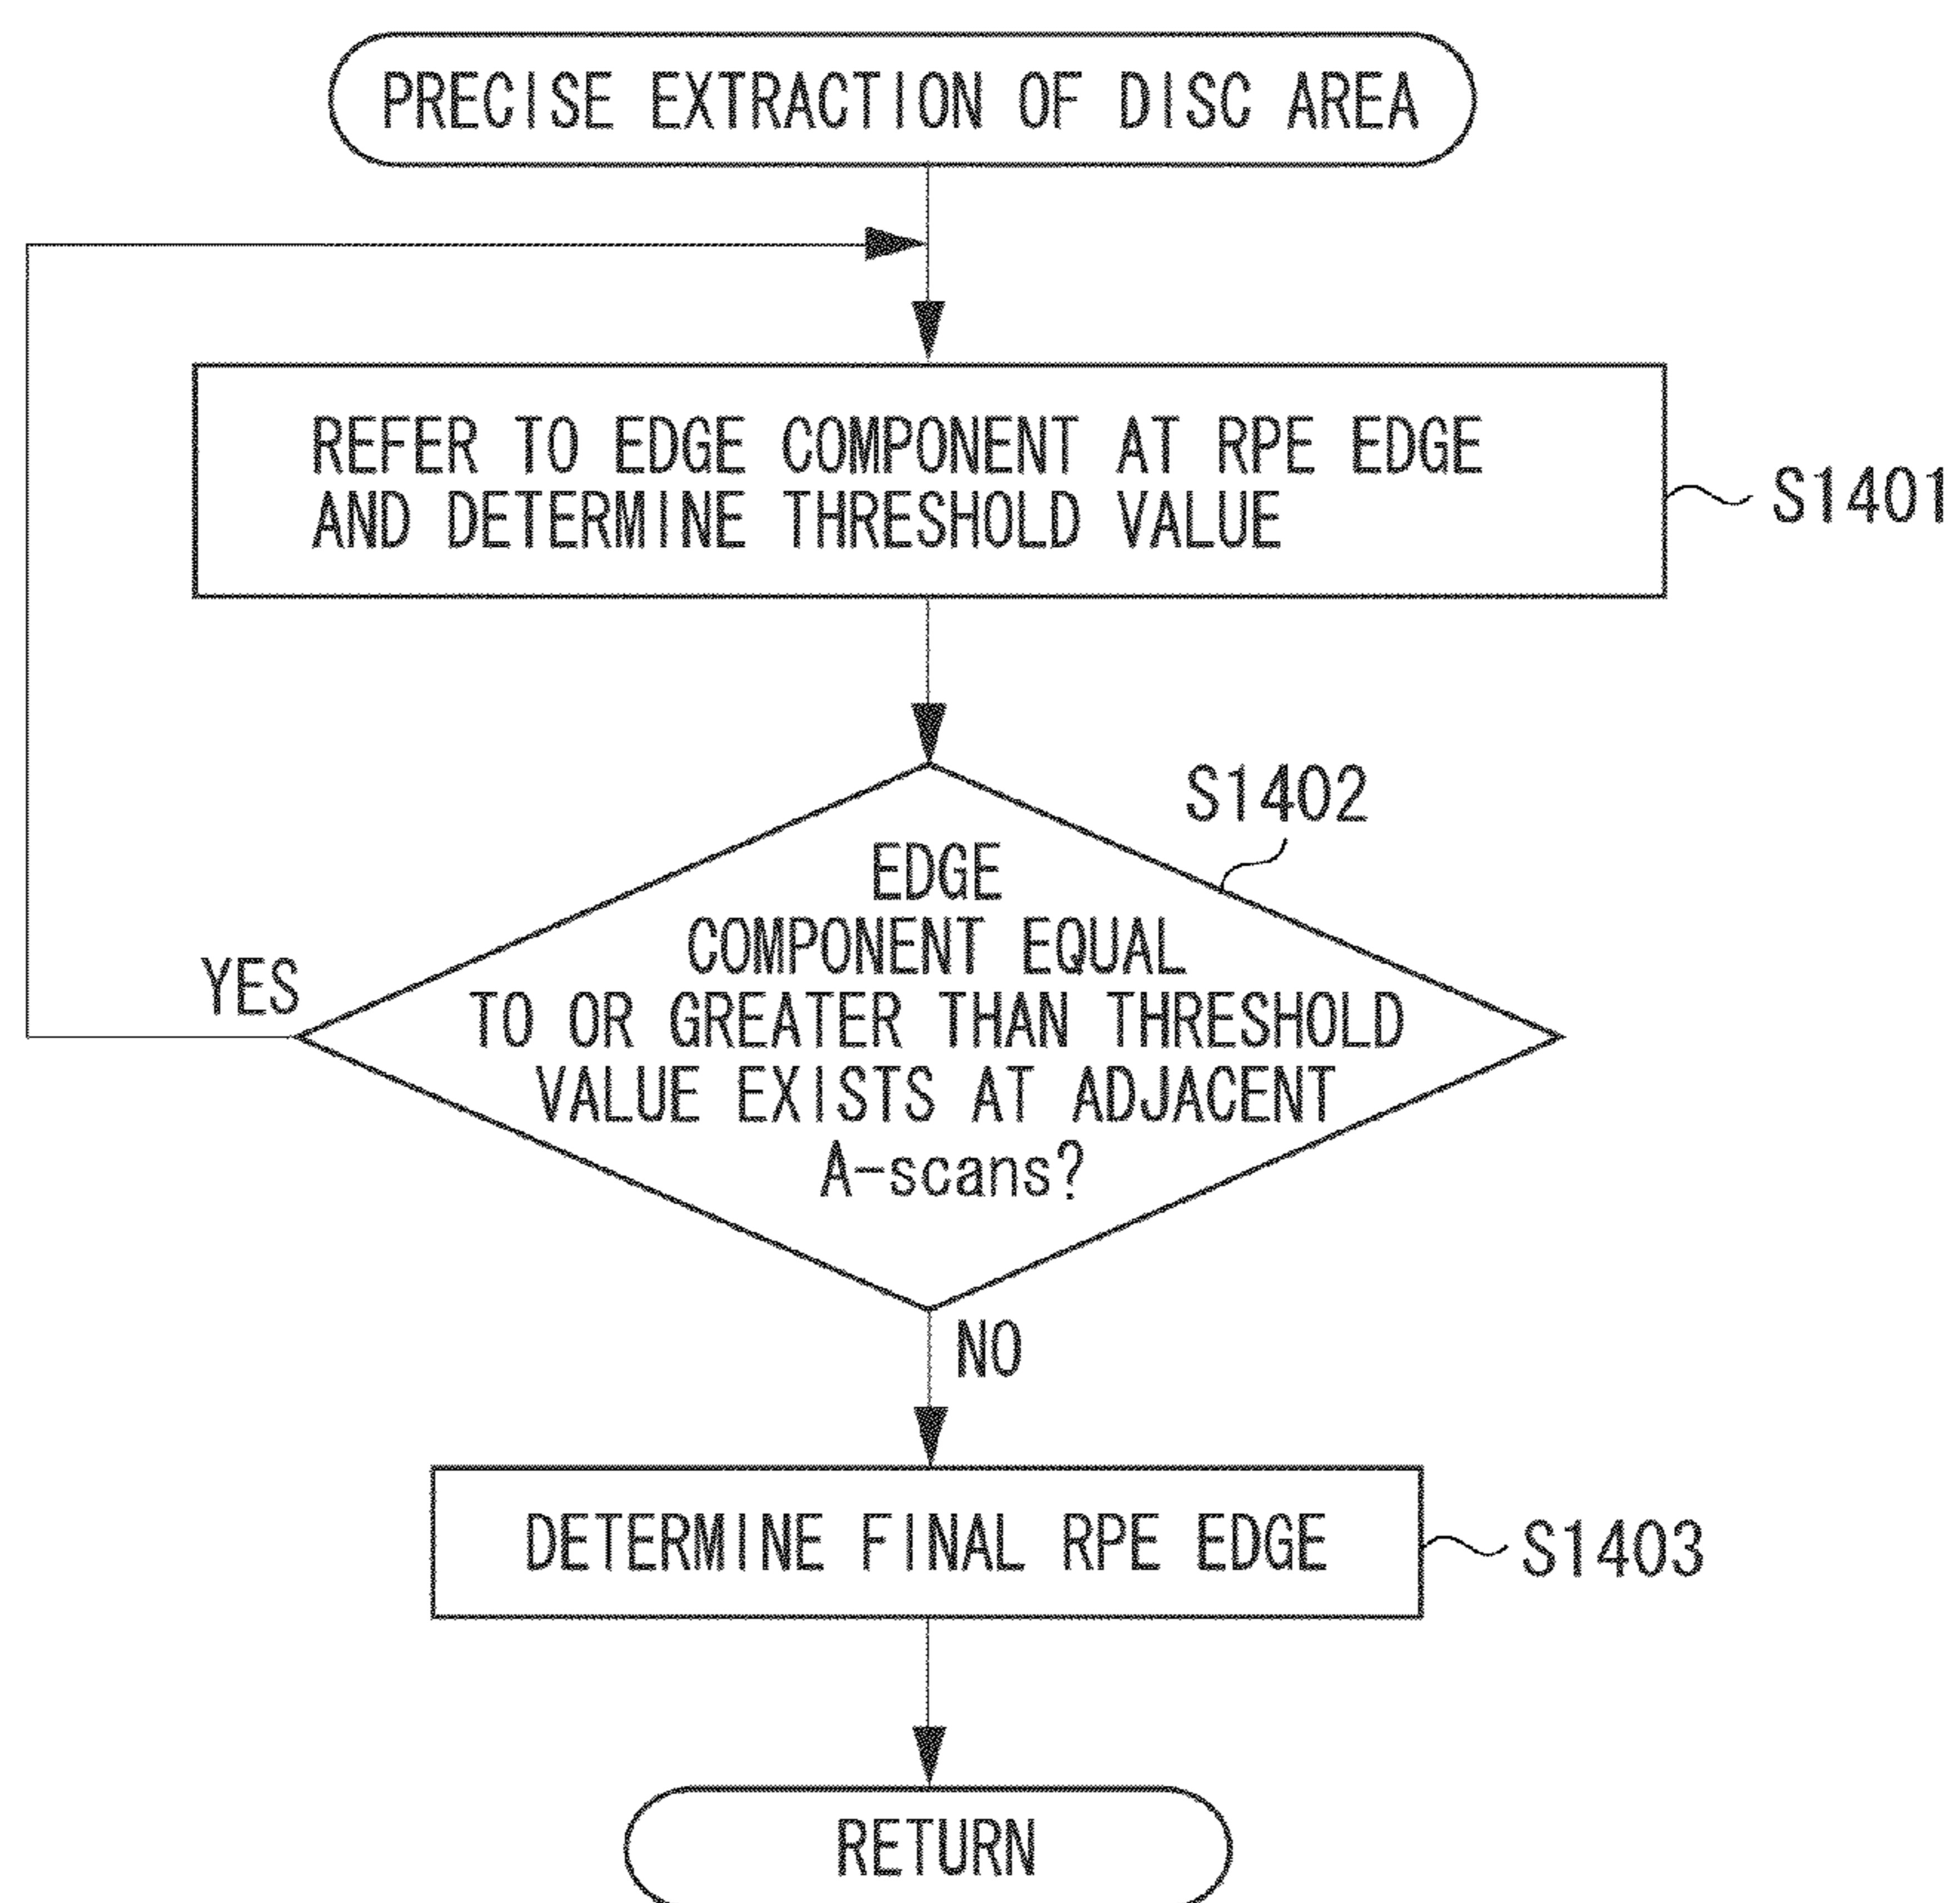 PRECISE EXTRACTION OF DISC AREA
REFER TO EDGE COMPONENT AT RPE EDGE
AND DETERMINE THRESHOLD VALUE
S1401
S1402
EDGE
COMPONENT EQUAL
TO OR GREATER THAN THRESHOLD
VALUE EXISTS AT ADJACENT
A-scans?
YES
NO
DETERMINE FINAL RPE EDGE
S1403
RETURN